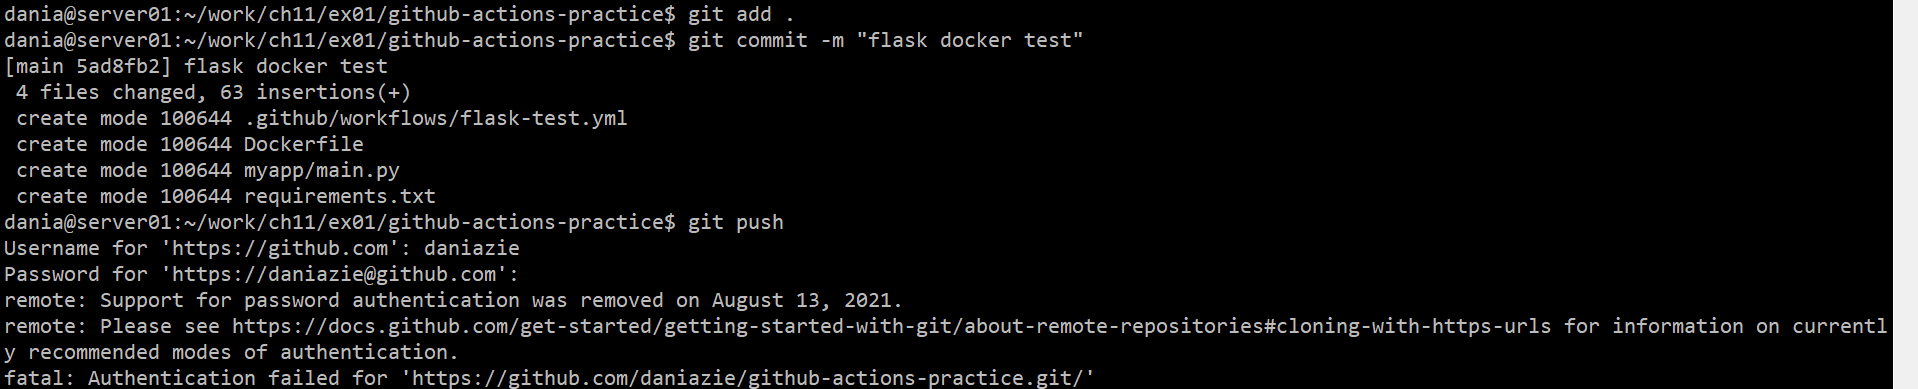 dania@server01:~/work/ch11/ex01/github-actions-practice$ git add .
dania@server01:~/work/ch11/ex01/github-actions-practice$ git commit -m "flask docker test"
[main 5ad8fb2] flask docker test
 4 files changed, 63 insertions(+)
 create mode 100644 .github/workflows/flask-test.yml
 create mode 100644 Dockerfile
 create mode 100644 myapp/main.py
 create mode 100644 requirements.txt
dania@server01:~/work/ch11/ex01/github-actions-practice$ git push
Username for 'https://github.com': daniazie
Password for 'https://daniazie@github.com':
remote: Support for password authentication was removed on August 13, 2021.
remote: Please see https://docs.github.com/get-started/getting-started-with-git/about-remote-repositories#cloning-with-https-urls for information on currentl
y recommended modes of authentication.
fatal: Authentication failed for 'https://github.com/daniazie/github-actions-practice.git/'